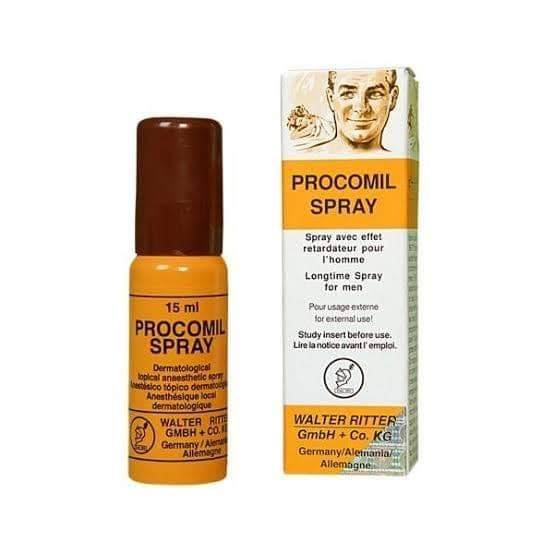 15 ml
PROCOMIL
SPRAY
Dermatological
topical anaesthetic spray
Anestésico tópico dermatológic
Anesthésique local
dermatologique
WALTER RITTER
GMBH + CO. KG
Germany / Alemania
Allemagne
PROCOMIL
SPRAY
Spray avec effet
retardateur pour
l'homme
Longtime Spray
for men
Pour usage externe
for external use!
Study insert before use.
Lire la notice avant l' emploi.
WALTER RITTER
GmbH + Co. KG
Germany/Alemania/
Allemagne